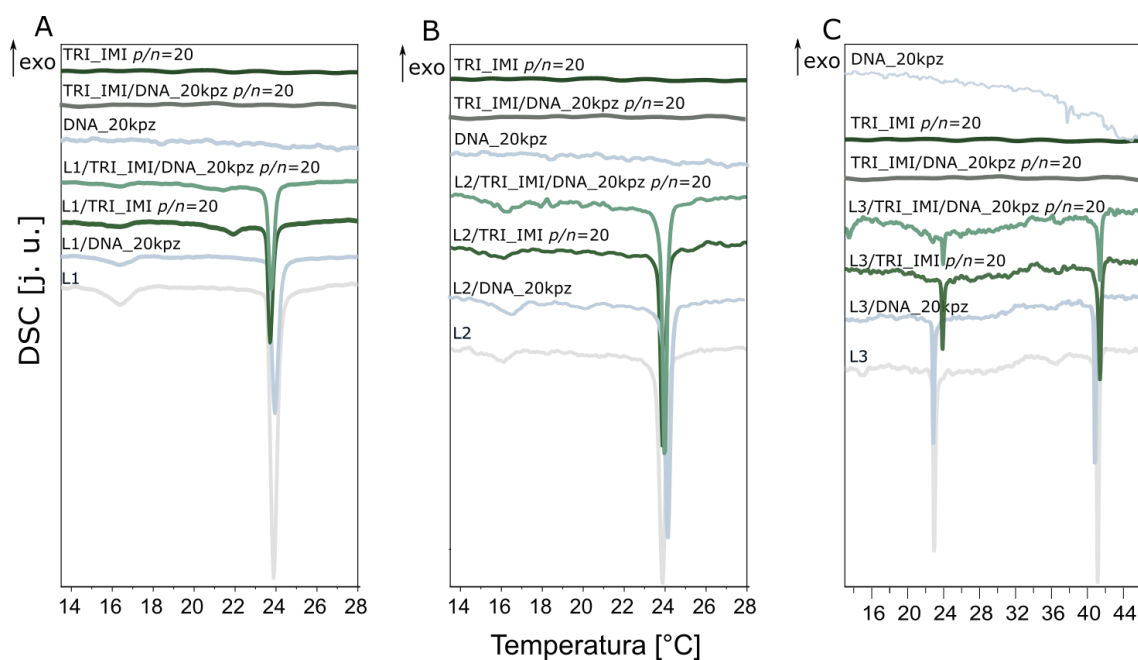 A
exo
TRI_IMI p/n=20
TRI_IMI/DNA_20kpz p/n=20
DNA_20kpz
L1/TRI_IMI/DNA_20kpz p/n=20
L1/TRI_IMI p/n=20
L1/DNA_20kpz
L1
14 16 18 20 22 24 26 28
B
exo
TRI_IMI p/n=20
TRI_IMI/DNA_20kpz p/n=20
DNA_20kpz
L2/TRI_IMI/DNA_20kpz p/n=20
L2/TRI_IMI p/n=20
L2/DNA_20kpz
L2
14 16 18 20 22 24 26 28
C
exo
DNA_20kpz
TRI_IMI p/n=20
TRI_IMI/DNA_20kpz p/n=20
L3/TRI_IMI/DNA_20kpz p/n=20
L3/TRI_IMI p/n=20
L3/DNA_20kpz
L3
16 20 24 28 32 36 40 44
DSC [j. u.]
Temperatura [°C]